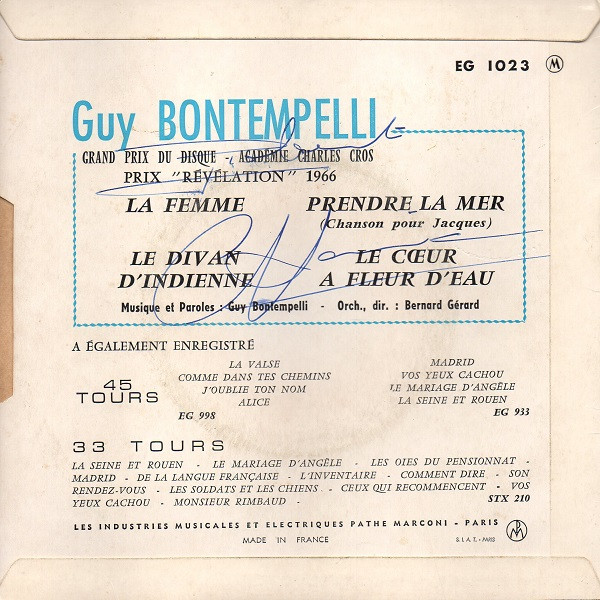 EG 1023 M
Guy BONTEMPELLI
GRAND PRIX DU DISQUE - ACADEMIE CHARLES CROS
PRIX "RÉVÉLATION" 1966
LA FEMME PRENDRE LA MER
(Chanson pour Jacques)
LE DIVAN LE CŒUR
D'INDIENNE A FLEUR D'EAU
Musique et Paroles : Guy Bontempelli - Orch., dir. : Bernard Gérard
A ÉGALEMENT ENREGISTRÉ
45
TOURS
LA VALSE
COMME DANS TES CHEMINS
J'OUBLIE TON NOM
ALICE
EG 998
MADRID
VOS YEUX CACHOU
LE MARIAGE D'ANGÈLE
LA SEINE ET ROUEN
EG 933
33 TOURS
LA SEINE ET ROUEN - LE MARIAGE D'ANGÈLE - LES OIES DU PENSIONNAT -
MADRID - DE LA LANGUE FRANÇAISE - L'INVENTAIRE - COMMENT DIRE - SON
RENDEZ-VOUS - LES SOLDATS ET LES CHIENS - CEUX QUI RECOMMENCENT - VOS
YEUX CACHOU - MONSIEUR RIMBAUD - STX 210
LES INDUSTRIES MUSICALES ET ELECTRIQUES PATHE MARCONI - PARIS
MADE IN FRANCE
S.I.A.T. - PARIS